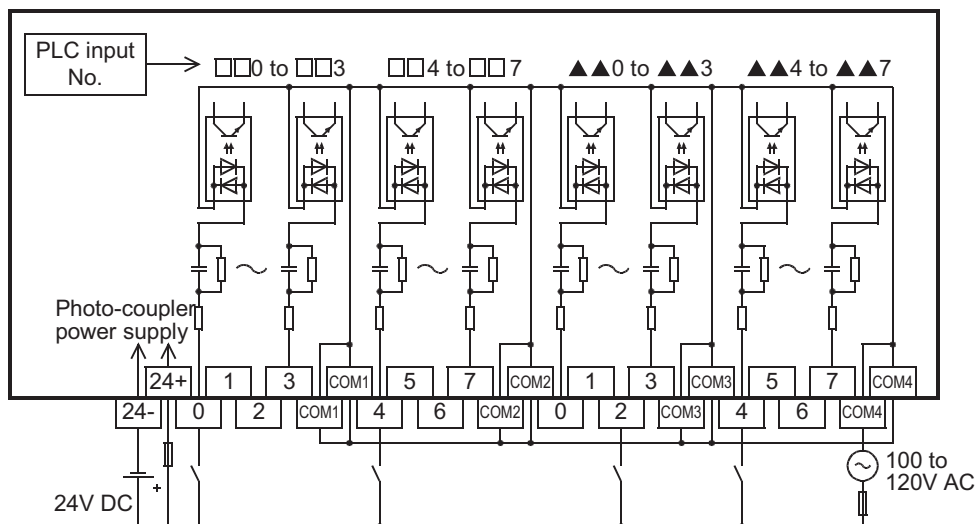 PLC input
No.
□□0 to □□3
□□4 to □□7
▲▲0 to ▲▲3
▲▲4 to ▲▲7
Photo-coupler
power supply
24+ 1 3 COM1 5 7 COM2 1 3 COM3 5 7 COM4
24- 0 2 COM1 4 6 COM2 0 2 COM3 4 6 COM4
24V DC
+
100 to
120V AC